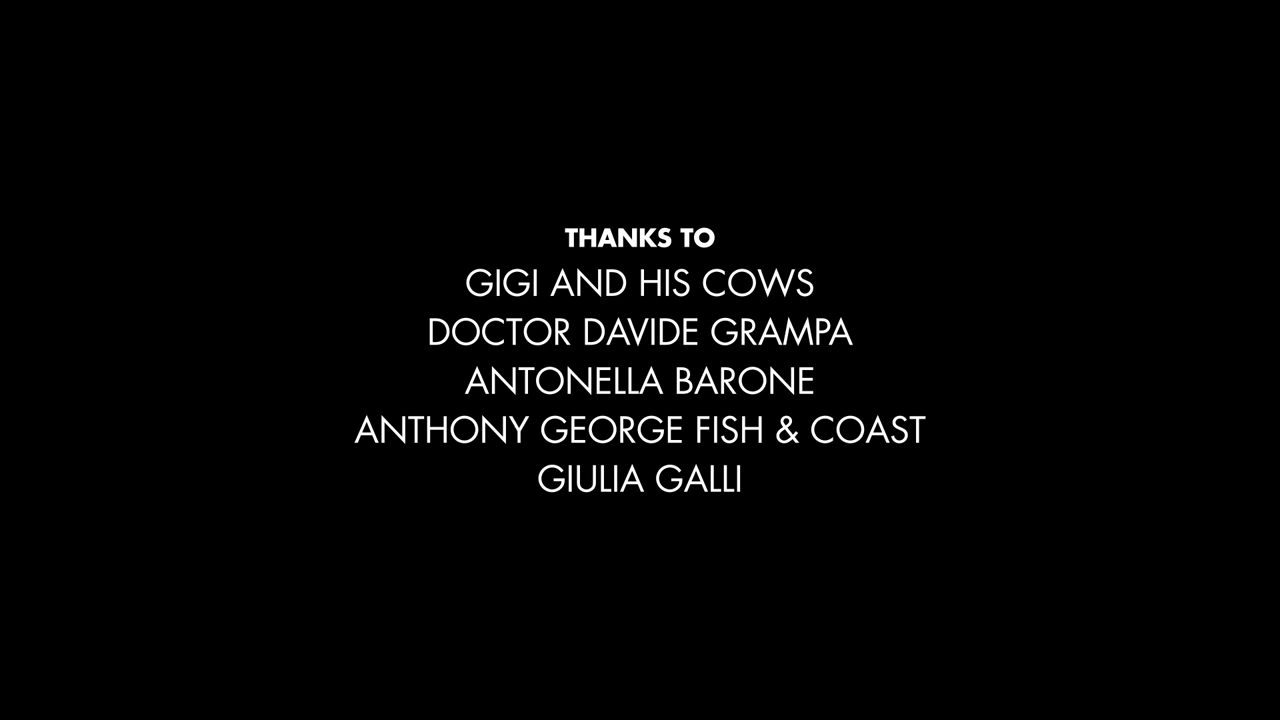 THANKS TO
GIGI AND HIS COWS
DOCTOR DAVIDE GRAMPA
ANTONELLA BARONE
ANTHONY GEORGE FISH & COAST
GIULIA GALLI